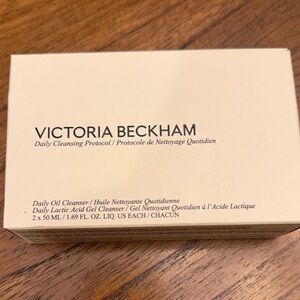 VICTORIA BECKHAM
Daily Cleansing Protocol / Protocole de Nettoyage Quotidien
Daily Oil Cleanser / Huile Nettoyante Quotidienne
Daily Lactic Acid Gel Cleanser / Gel Nettoyant Quotidien à l'Acide Lactique
2 x 50 ML / 1.69 FL. OZ. LIQ. US EACH / CHACUN